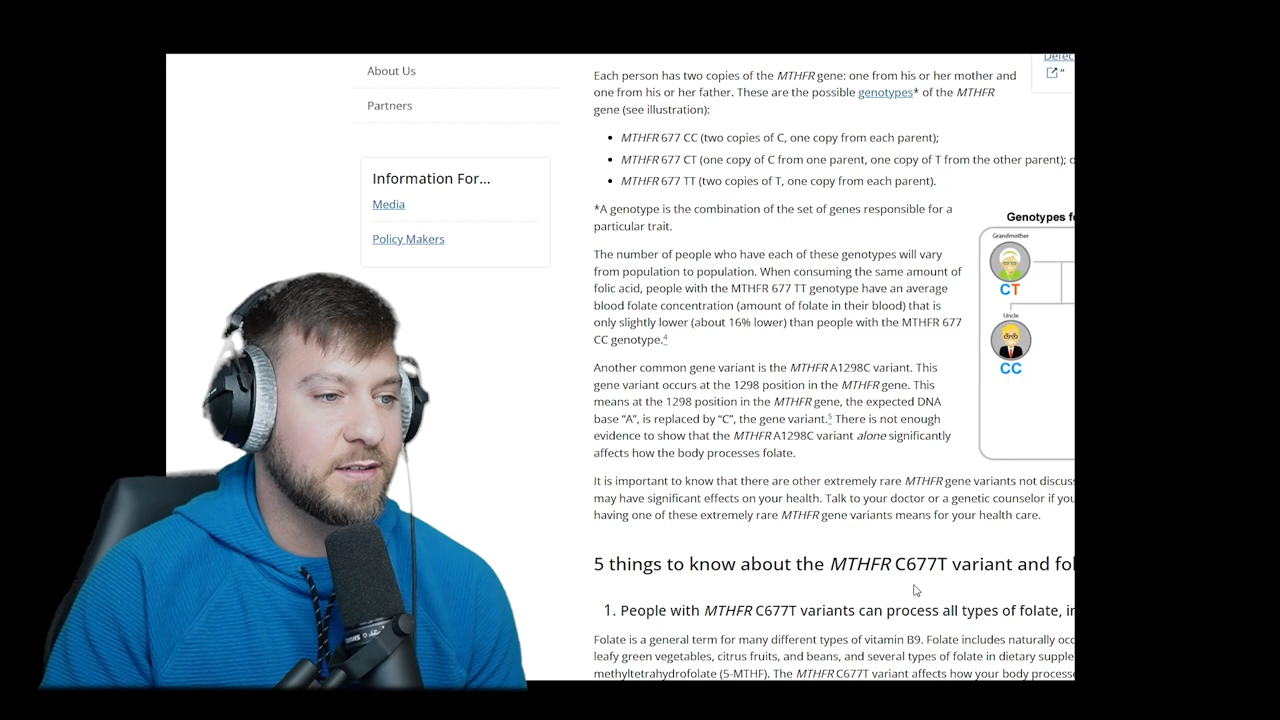 About Us
Partners
Information For...
Media
Policy Makers
Each person has two copies of the MTHFR gene: one from his or her mother and
one from his or her father. These are the possible genotypes* of the MTHFR
gene (see illustration):
• MTHFR 677 CC (two copies of C, one copy from each parent);
• MTHFR 677 CT (one copy of C from one parent, one copy of T from the other parent); o
• MTHFR 677 TT (two copies of T, one copy from each parent).
*A genotype is the combination of the set of genes responsible for a
particular trait.
The number of people who have each of these genotypes will vary
from population to population. When consuming the same amount of
folic acid, people with the MTHFR 677 TT genotype have an average
blood folate concentration (amount of folate in their blood) that is
only slightly lower (about 16% lower) than people with the MTHFR 677
CC genotype.4
Another common gene variant is the MTHFR A1298C variant. This
gene variant occurs at the 1298 position in the MTHFR gene. This
means at the 1298 position in the MTHFR gene, the expected DNA
base “A”, is replaced by “C”, the gene variant.5 There is not enough
evidence to show that the MTHFR A1298C variant alone significantly
affects how the body processes folate.
It is important to know that there are other extremely rare MTHFR gene variants not discuss
may have significant effects on your health. Talk to your doctor or a genetic counselor if you
having one of these extremely rare MTHFR gene variants means for your health care.
5 things to know about the MTHFR C677T variant and fol
1. People with MTHFR C677T variants can process all types of folate, in
Folate is a general term for many different types of vitamin B9. Folate includes naturally occ
leafy green vegetables, citrus fruits, and beans, and several types of folate in dietary supple
methyltetrahydrofolate (5-MTHF). The MTHFR C677T variant affects how your body processe
Defec
”
Genotypes fo
Grandmother
CT
Uncle
CC